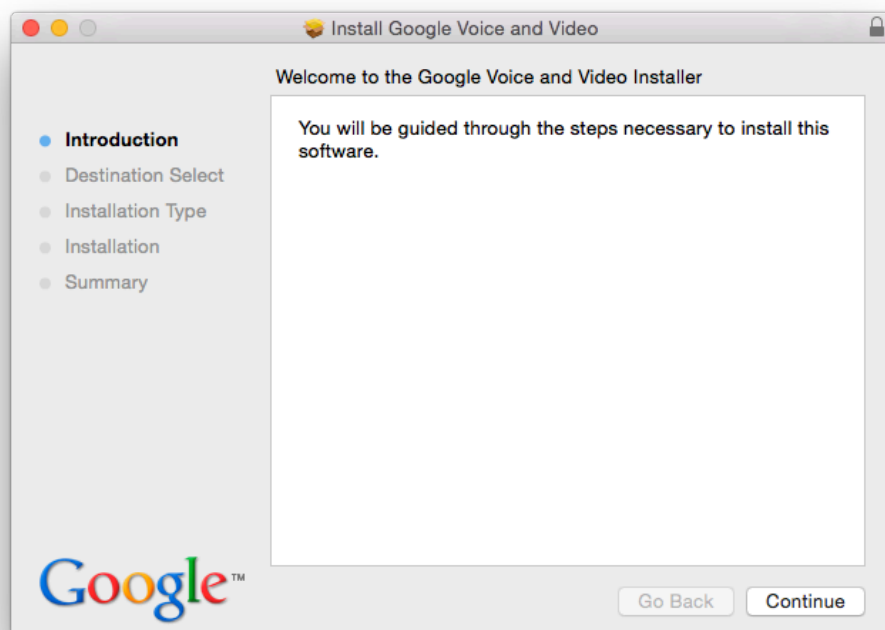 Install Google Voice and Video
Welcome to the Google Voice and Video Installer
Introduction
Destination Select
Installation Type
Installation
Summary
You will be guided through the steps necessary to install this
software.
Google™
Go Back
Continue